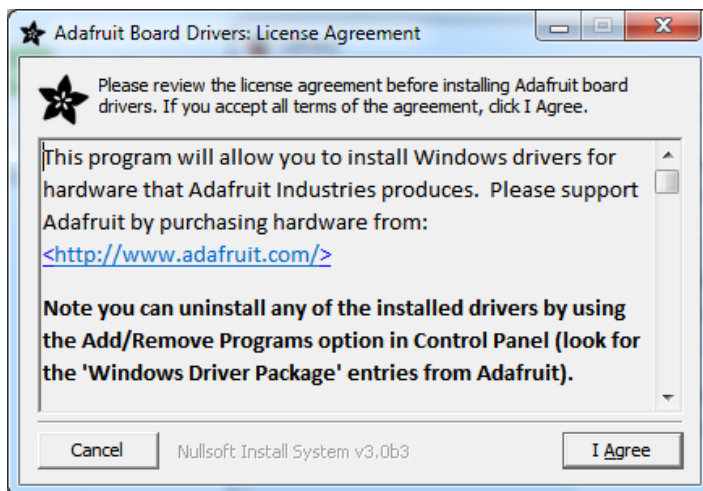 Adafruit Board Drivers: License Agreement
Please review the license agreement before installing Adafruit board
drivers. If you accept all terms of the agreement, click I Agree.
This program will allow you to install Windows drivers for
hardware that Adafruit Industries produces.  Please support
Adafruit by purchasing hardware from:
<http://www.adafruit.com/>
Note you can uninstall any of the installed drivers by using
the Add/Remove Programs option in Control Panel (look for
the 'Windows Driver Package' entries from Adafruit).
Cancel
Nullsoft Install System v3.0b3
I Agree